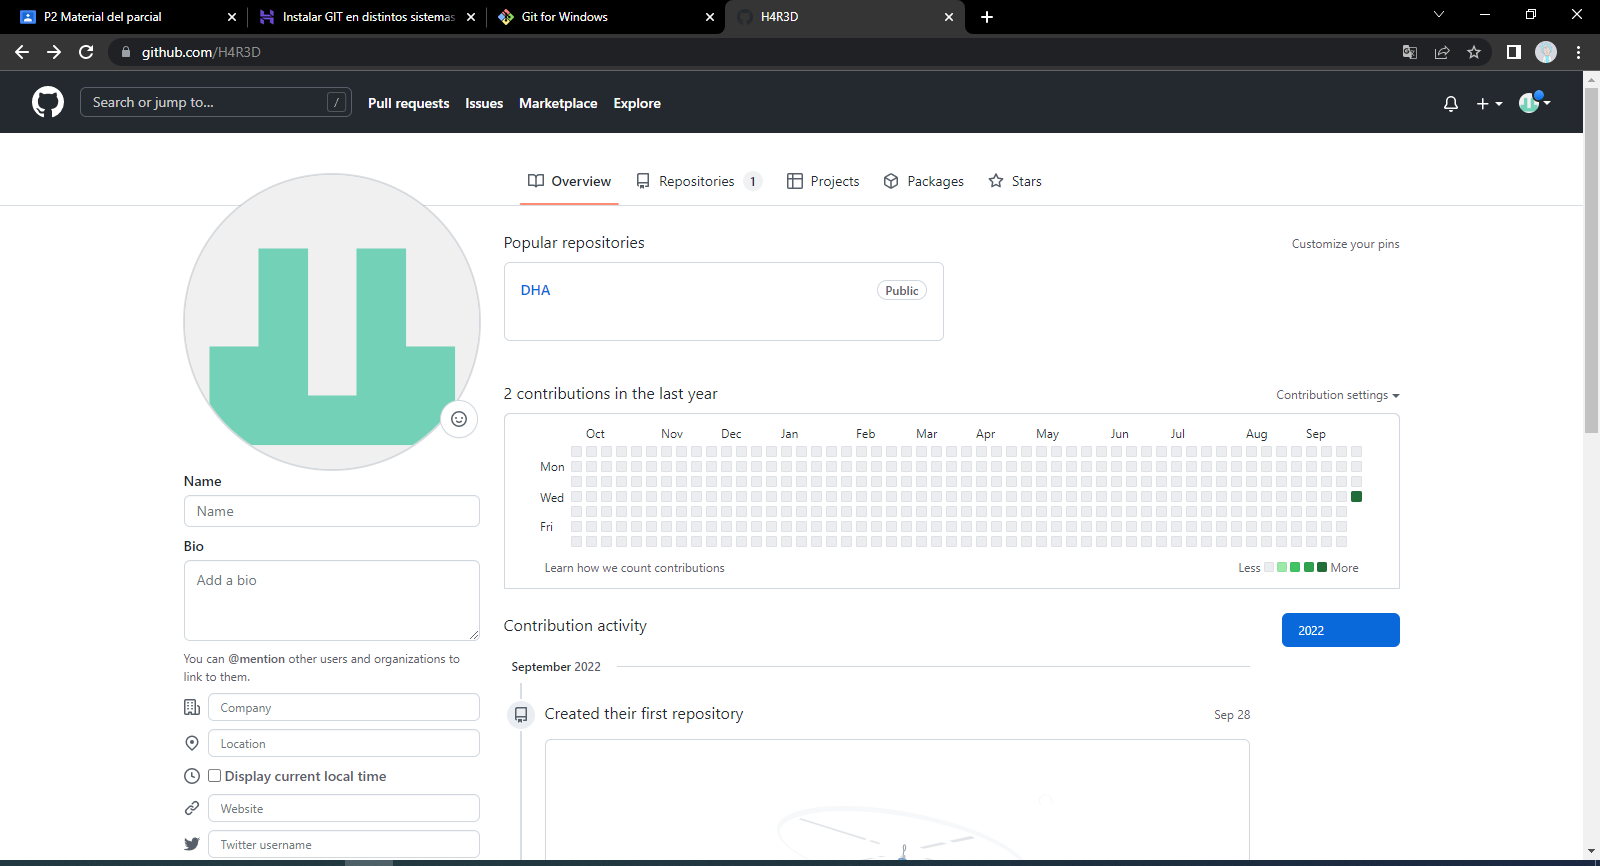 P2 Material del parcial
Instalar GIT en distintos sistemas
Git for Windows
H4R3D
github.com/H4R3D
Search or jump to... /
Pull requests Issues Marketplace Explore
Overview Repositories 1 Projects Packages Stars
Popular repositories Customize your pins
DHA Public
2 contributions in the last year Contribution settings
Oct Nov Dec Jan Feb Mar Apr May Jun Jul Aug Sep
Mon
Wed
Fri
Learn how we count contributions Less More
Contribution activity 2022
September 2022
Created their first repository Sep 28
Name
Name
Bio
Add a bio
You can @mention other users and organizations to
link to them.
Company
Location
Display current local time
Website
Twitter username